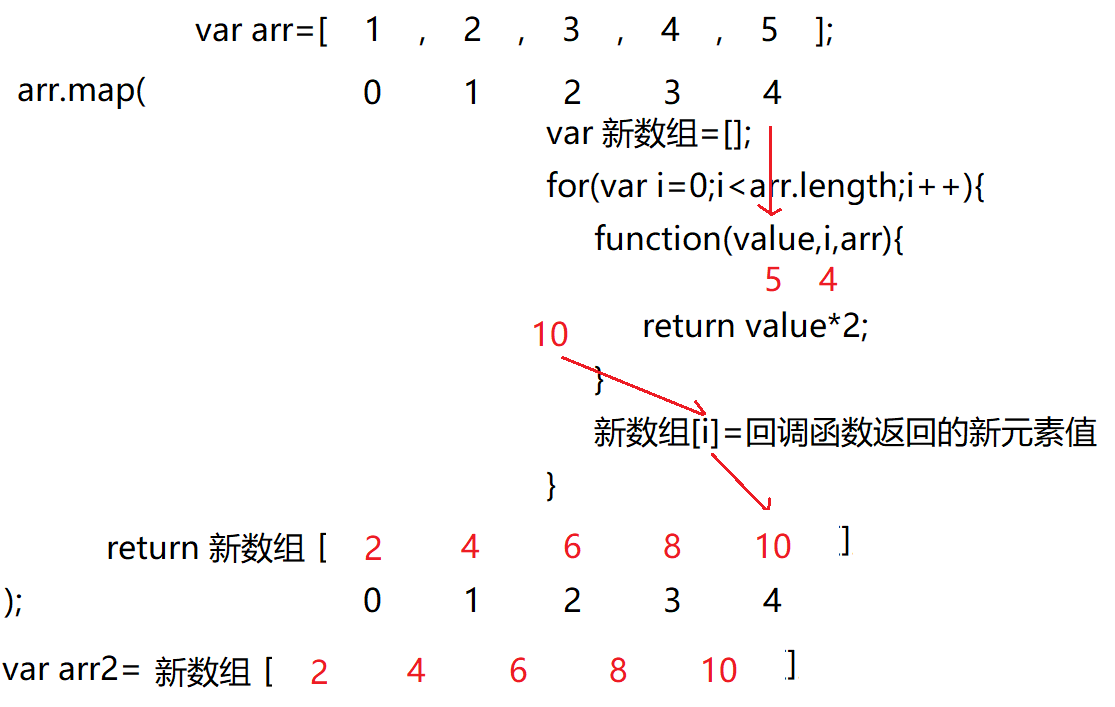 var arr=[ 1 , 2 , 3 , 4 , 5 ];
arr.map( 0 1 2 3 4
var 新数组=[];
for(var i=0;i<arr.length;i++){
function(value,i,arr){
5 4
10 return value*2;
}
新数组[i]=回调函数返回的新元素值
}
return 新数组 [ 2 4 6 8 10 ]
); 0 1 2 3 4
var arr2= 新数组 [ 2 4 6 8 10 ]